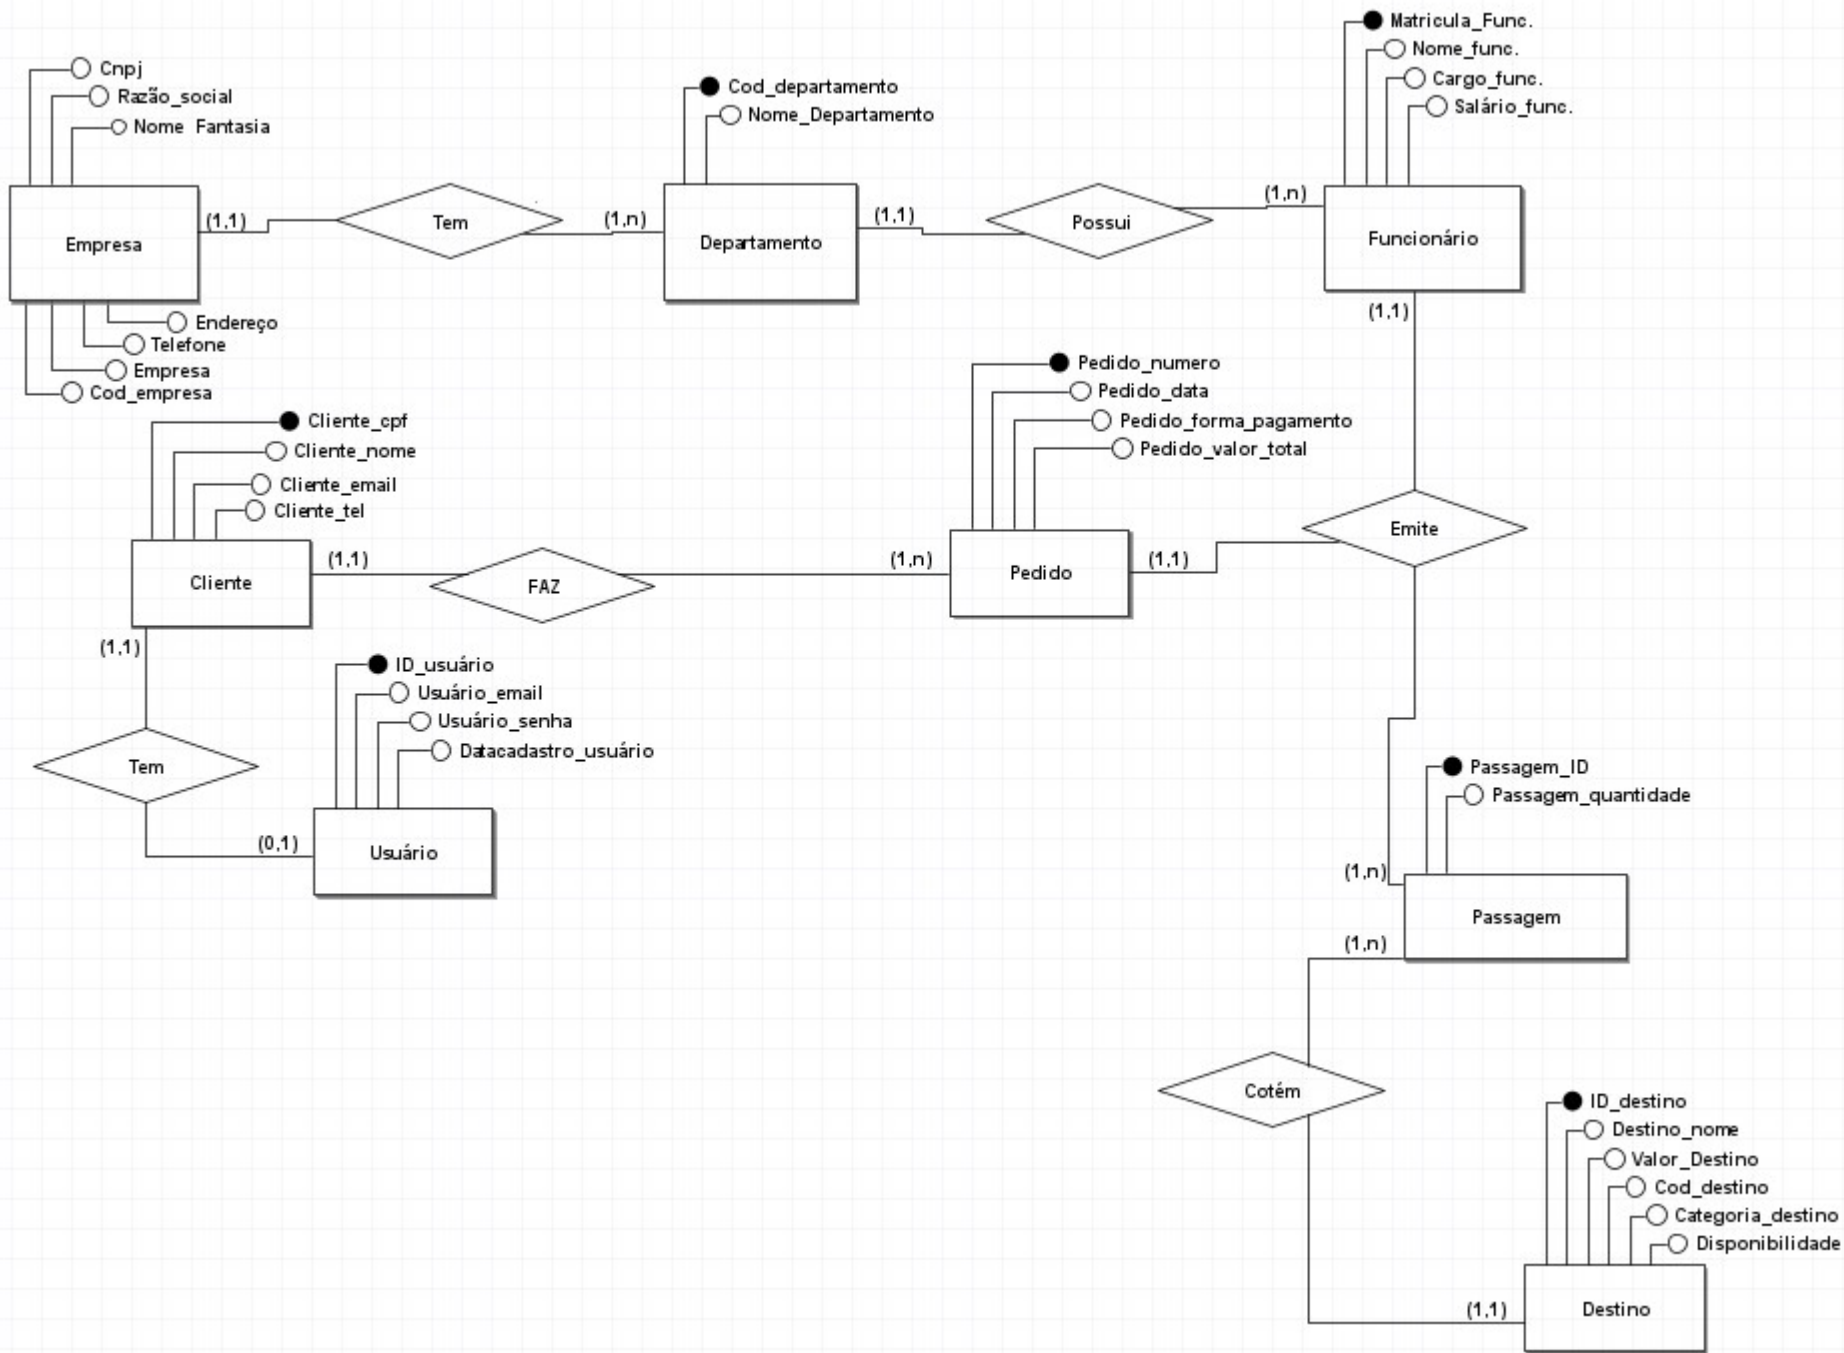 Matricula_Func.
Nome_func.
Cargo_func.
Salário_func.
Cnpj
Razão_social
Nome Fantasia
Cod_departamento
Nome_Departamento
Empresa
(1,1)
Tem
(1,n)
Departamento
(1,1)
Possui
(1,n)
Funcionário
(1,1)
Endereço
Telefone
Empresa
Cod_empresa
Cliente_cpf
Cliente_nome
Cliente_email
Cliente_tel
Pedido_numero
Pedido_data
Pedido_forma_pagamento
Pedido_valor_total
Cliente
(1,1)
FAZ
(1,n)
Pedido
(1,1)
Emite
(1,1)
ID_usuário
Usuário_email
Usuário_senha
Datacadastro_usuário
Tem
(0,1)
Usuário
Passagem_ID
Passagem_quantidade
(1,n)
Passagem
(1,n)
Cotém
ID_destino
Destino_nome
Valor_Destino
Cod_destino
Categoria_destino
Disponibilidade
(1,1)
Destino